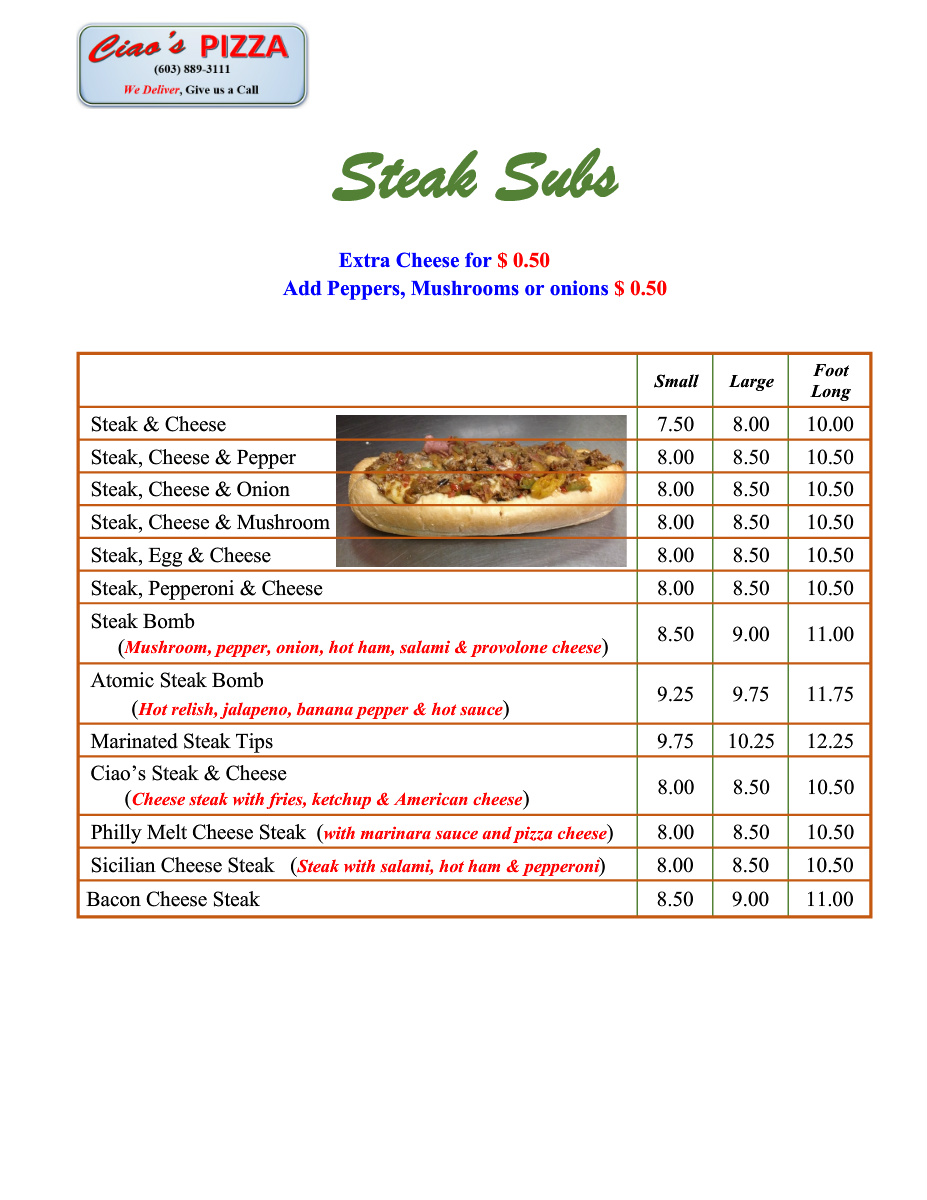 Ciao's PIZZA
(603) 889-3111
We Deliver, Give us a Call
Steak Subs
Extra Cheese for $ 0.50
Add Peppers, Mushrooms or onions $ 0.50
Small Large Foot Long
Steak & Cheese 7.50 8.00 10.00
Steak, Cheese & Pepper 8.00 8.50 10.50
Steak, Cheese & Onion 8.00 8.50 10.50
Steak, Cheese & Mushroom 8.00 8.50 10.50
Steak, Egg & Cheese 8.00 8.50 10.50
Steak, Pepperoni & Cheese 8.00 8.50 10.50
Steak Bomb
(Mushroom, pepper, onion, hot ham, salami & provolone cheese) 8.50 9.00 11.00
Atomic Steak Bomb
(Hot relish, jalapeno, banana pepper & hot sauce) 9.25 9.75 11.75
Marinated Steak Tips 9.75 10.25 12.25
Ciao’s Steak & Cheese
(Cheese steak with fries, ketchup & American cheese) 8.00 8.50 10.50
Philly Melt Cheese Steak (with marinara sauce and pizza cheese) 8.00 8.50 10.50
Sicilian Cheese Steak (Steak with salami, hot ham & pepperoni) 8.00 8.50 10.50
Bacon Cheese Steak 8.50 9.00 11.00